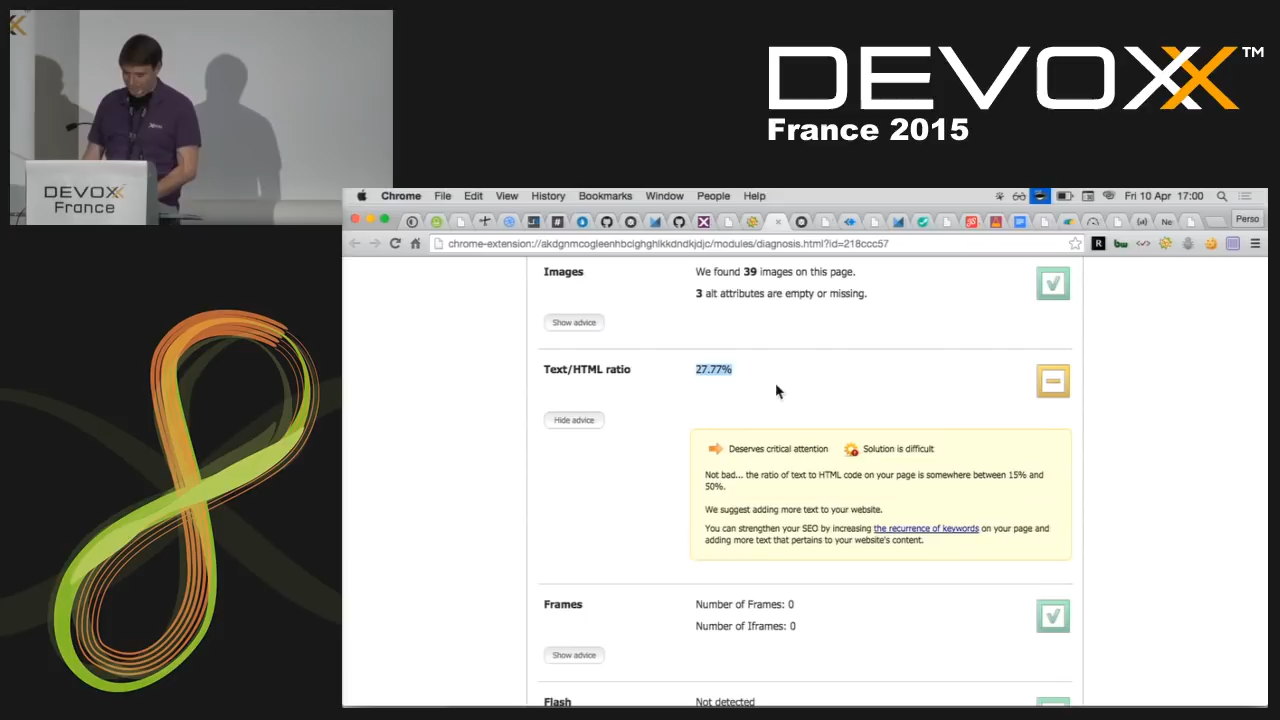 DEVOXX™
France 2015
DEVOXX
France
Chrome File Edit View History Bookmarks Window People Help
Fri 10 Apr 17:00
Perso
chrome-extension://akdgnmcogleenhbclghghlkkdndkjdjc/modules/diagnosis.html?id=218ccc57
Images
We found 39 images on this page.
3 alt attributes are empty or missing.
Show advice
Text/HTML ratio
27.77%
Hide advice
Deserves critical attention
Solution is difficult
Not bad... the ratio of text to HTML code on your page is somewhere between 15% and
50%.
We suggest adding more text to your website.
You can strengthen your SEO by increasing the recurrence of keywords on your page and
adding more text that pertains to your website's content.
Frames
Number of Frames: 0
Number of Iframes: 0
Show advice
Flash
Not detected